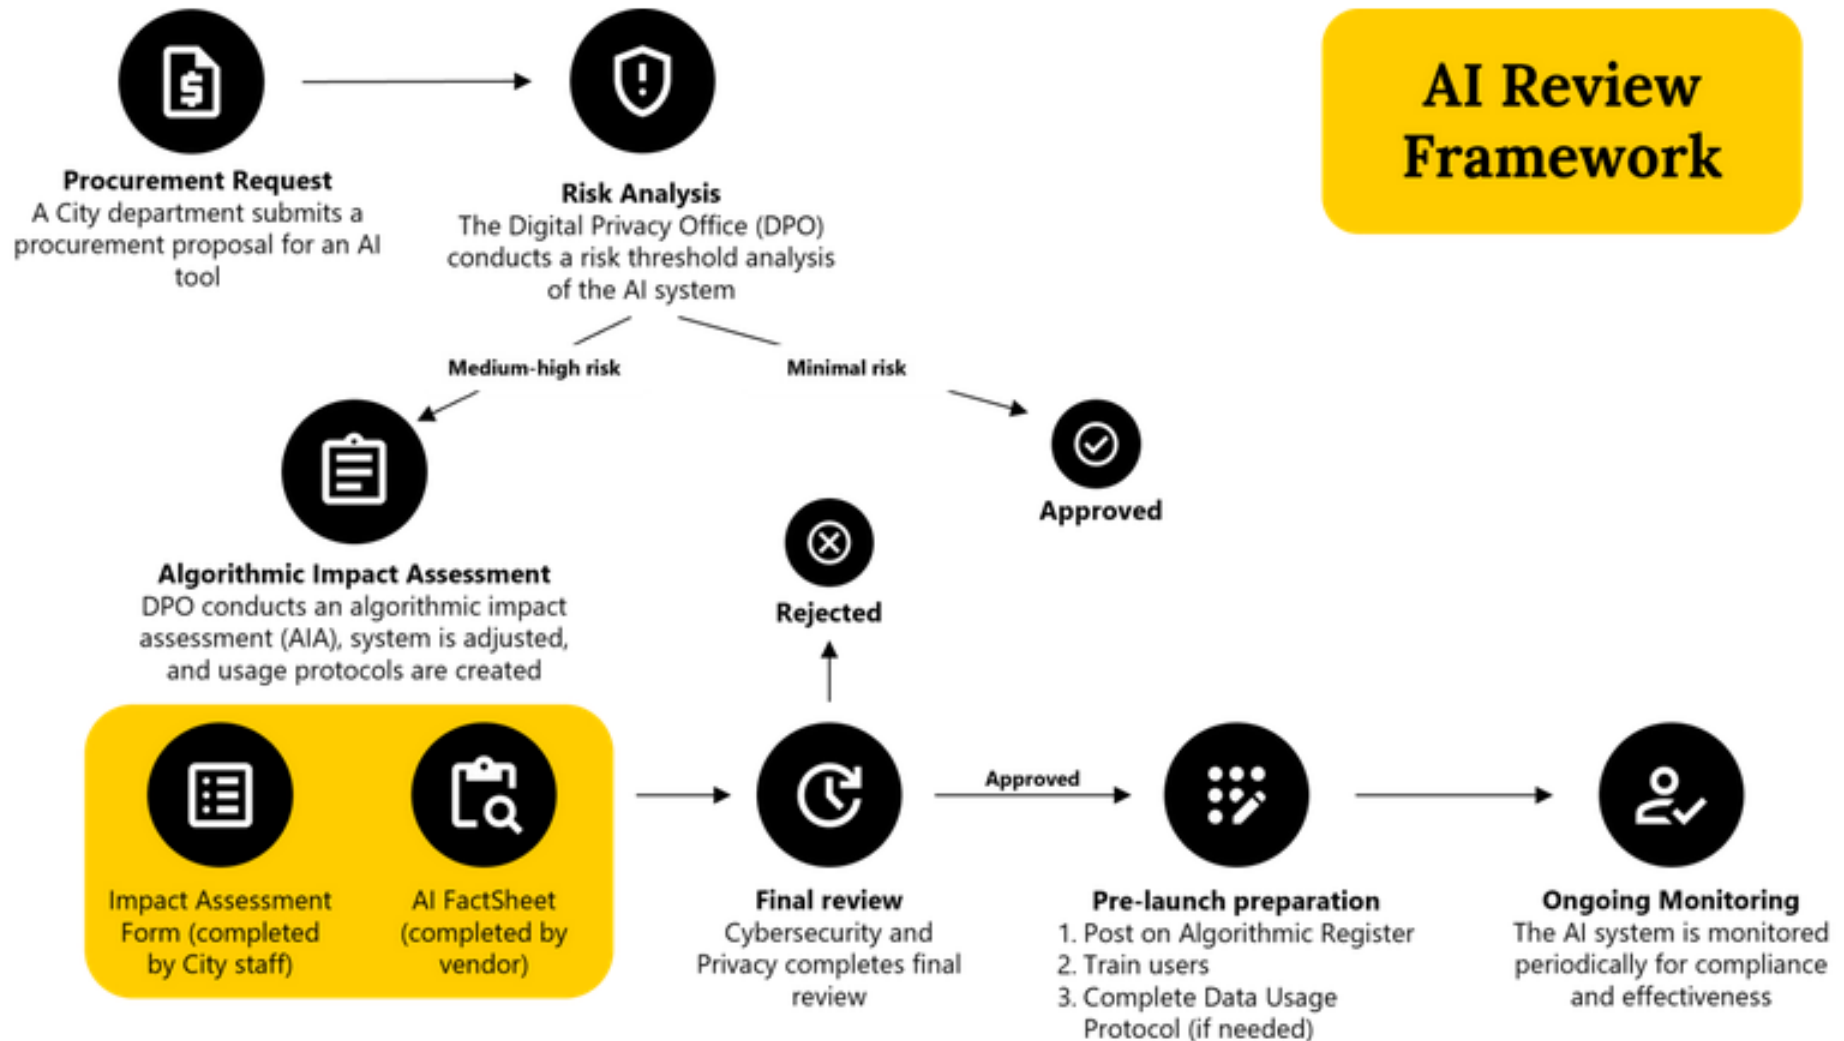 AI Review
Framework
Procurement Request
A City department submits a
procurement proposal for an AI
tool
Risk Analysis
The Digital Privacy Office (DPO)
conducts a risk threshold analysis
of the AI system
Medium-high risk
Minimal risk
Approved
Algorithmic Impact Assessment
DPO conducts an algorithmic impact
assessment (AIA), system is adjusted,
and usage protocols are created
Rejected
Impact Assessment
Form (completed
by City staff)
AI FactSheet
(completed by
vendor)
Final review
Cybersecurity and
Privacy completes final
review
Approved
Pre-launch preparation
1. Post on Algorithmic Register
2. Train users
3. Complete Data Usage
Protocol (if needed)
Ongoing Monitoring
The AI system is monitored
periodically for compliance
and effectiveness